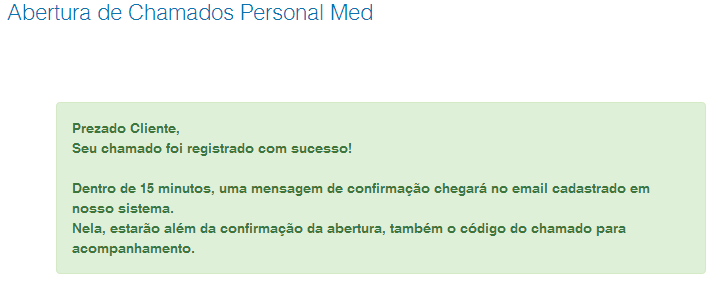 Abertura de Chamados Personal Med
Prezado Cliente,
Seu chamado foi registrado com sucesso!
Dentro de 15 minutos, uma mensagem de confirmação chegará no email cadastrado em
nosso sistema.
Nela, estarão além da confirmação da abertura, também o código do chamado para
acompanhamento.